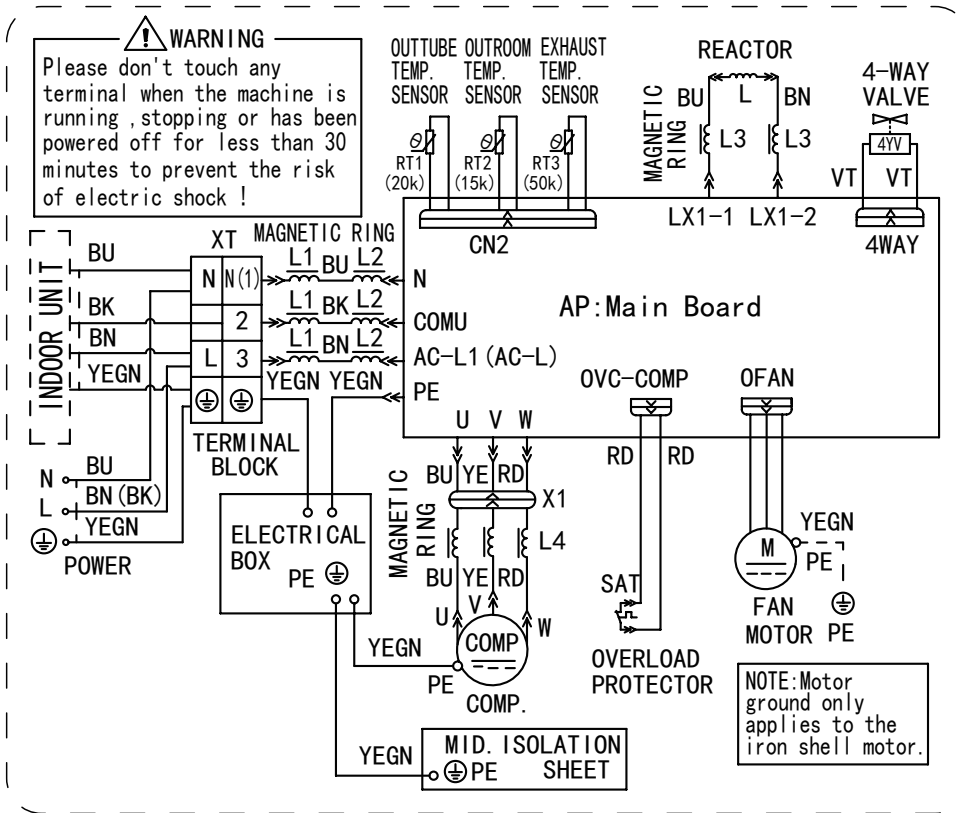 WARNING
Please don't touch any
terminal when the machine is
running ,stopping or has been
powered off for less than 30
minutes to prevent the risk
of electric shock !
OUTTUBE OUTROOM EXHAUST
TEMP. TEMP. TEMP.
SENSOR SENSOR SENSOR
θ θ θ
RT1 RT2 RT3
(20k) (15k) (50k)
CN2
REACTOR
BU L BN
MAGNETIC
RING
L3 L3
LX1-1 LX1-2
4-WAY
VALVE
4YV
VT VT
4WAY
INDOOR UNIT
BU
BK
BN
YEGN
XT
N N(1)
2
L 3
TERMINAL
BLOCK
MAGNETIC RING
L1 BU L2
L1 BK L2
L1 BN L2
YEGN YEGN
N
COMU
AC-L1(AC-L)
PE
AP:Main Board
OVC-COMP
OFAN
U V W
N BU
L BN(BK)
YEGN
POWER
ELECTRICAL
BOX
PE
BU YE RD
X1
MAGNETIC
RING
L4
BU YE RD
U V W
COMP
YEGN
PE
COMP.
RD RD
SAT
OVERLOAD
PROTECTOR
M
YEGN
PE
FAN
MOTOR PE
NOTE:Motor
ground only
applies to the
iron shell motor.
YEGN
MID. ISOLATION
PE SHEET